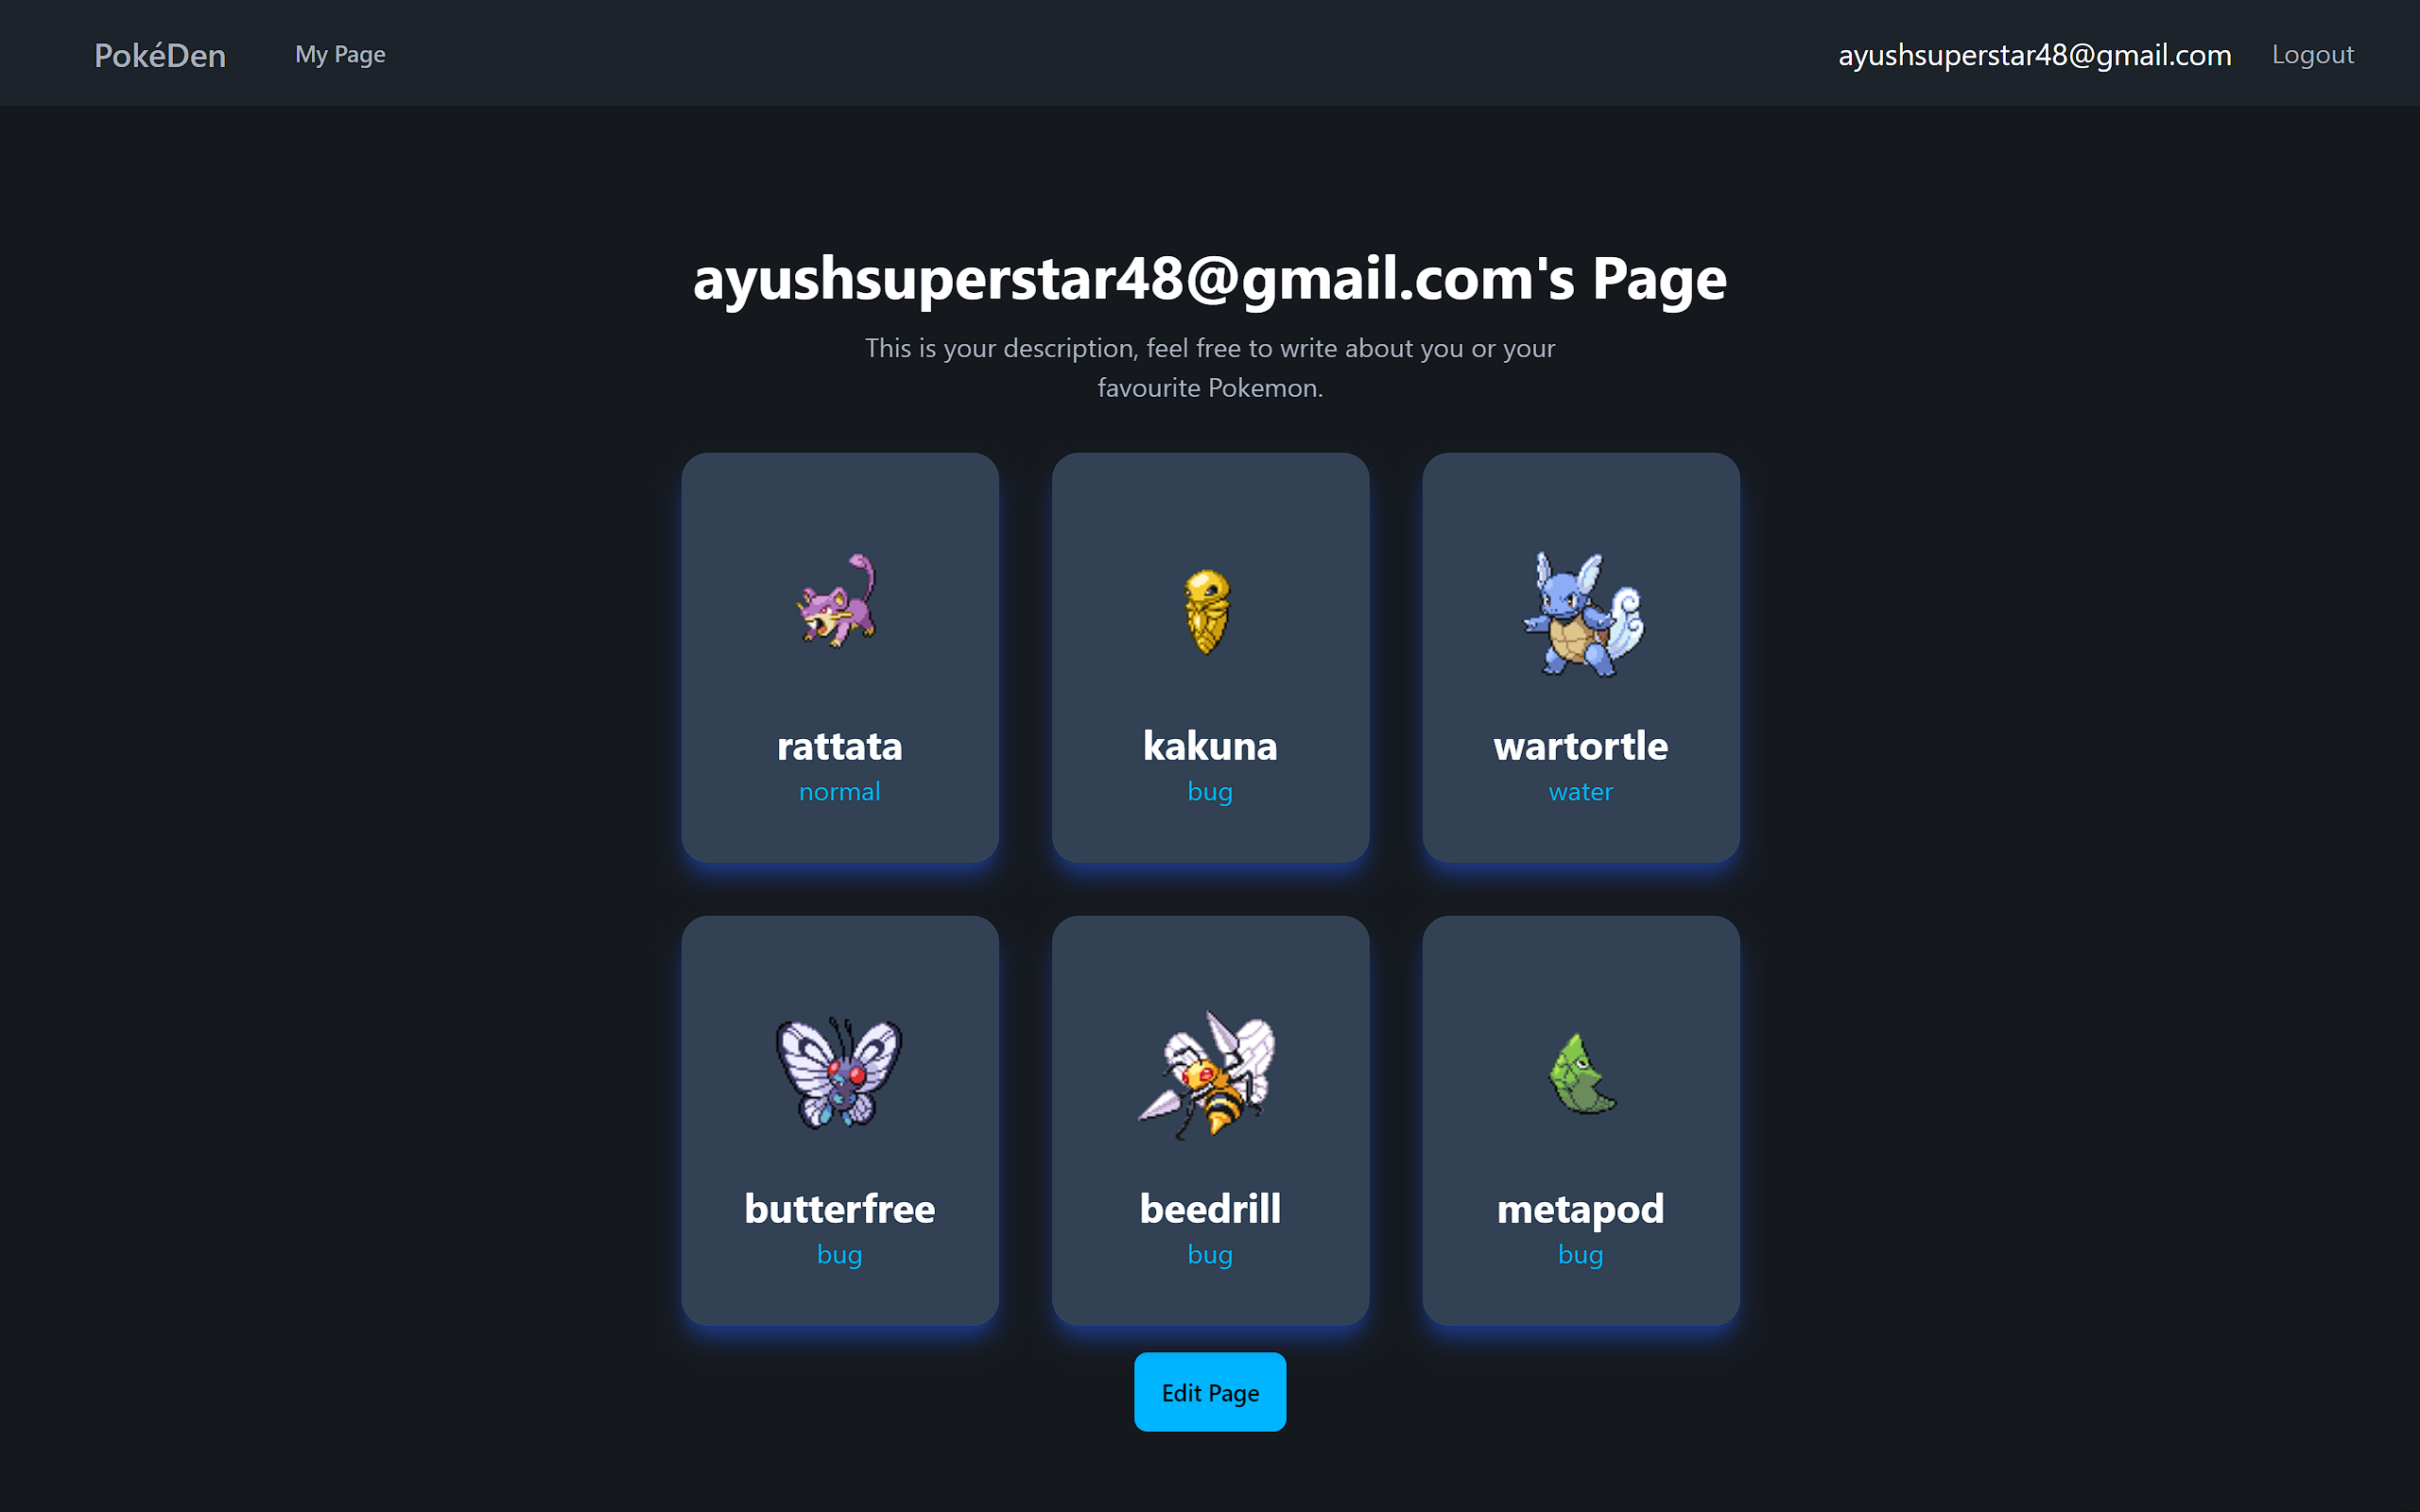 PokéDen
My Page
ayushsuperstar48@gmail.com
Logout
ayushsuperstar48@gmail.com's Page
This is your description, feel free to write about you or your
favourite Pokemon.
rattata
normal
kakuna
bug
wartortle
water
butterfree
bug
beedrill
bug
metapod
bug
Edit Page